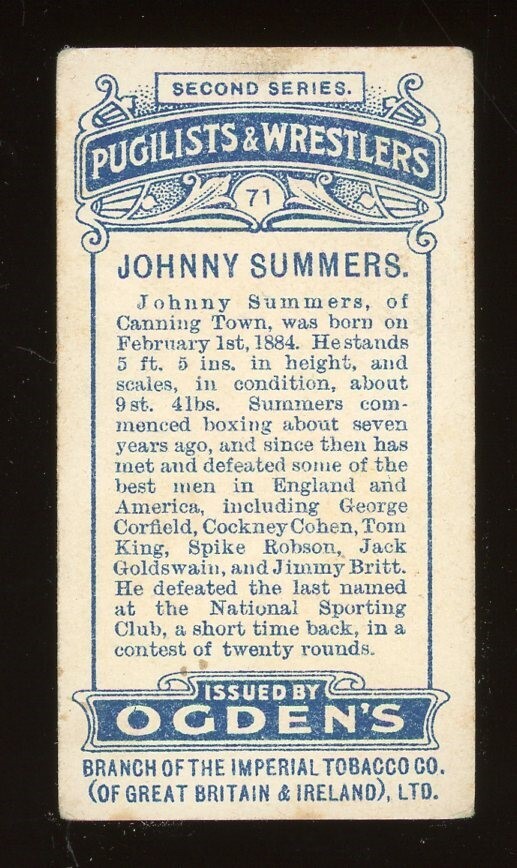 SECOND SERIES.
PUGILISTS & WRESTLERS
71
JOHNNY SUMMERS.
Johnny Summers, of
Canning Town, was born on
February 1st, 1884. He stands
5 ft. 5 ins. in height, and
scales, in condition, about
9 st. 4lbs. Summers com-
menced boxing about seven
years ago, and since then has
met and defeated some of the
best men in England and
America, including George
Corfield, Cockney Cohen, Tom
King, Spike Robson, Jack
Goldswain, and Jimmy Britt.
He defeated the last named
at the National Sporting
Club, a short time back, in a
contest of twenty rounds.
ISSUED BY
OGDEN'S
BRANCH OF THE IMPERIAL TOBACCO CO.
(OF GREAT BRITAIN & IRELAND), LTD.